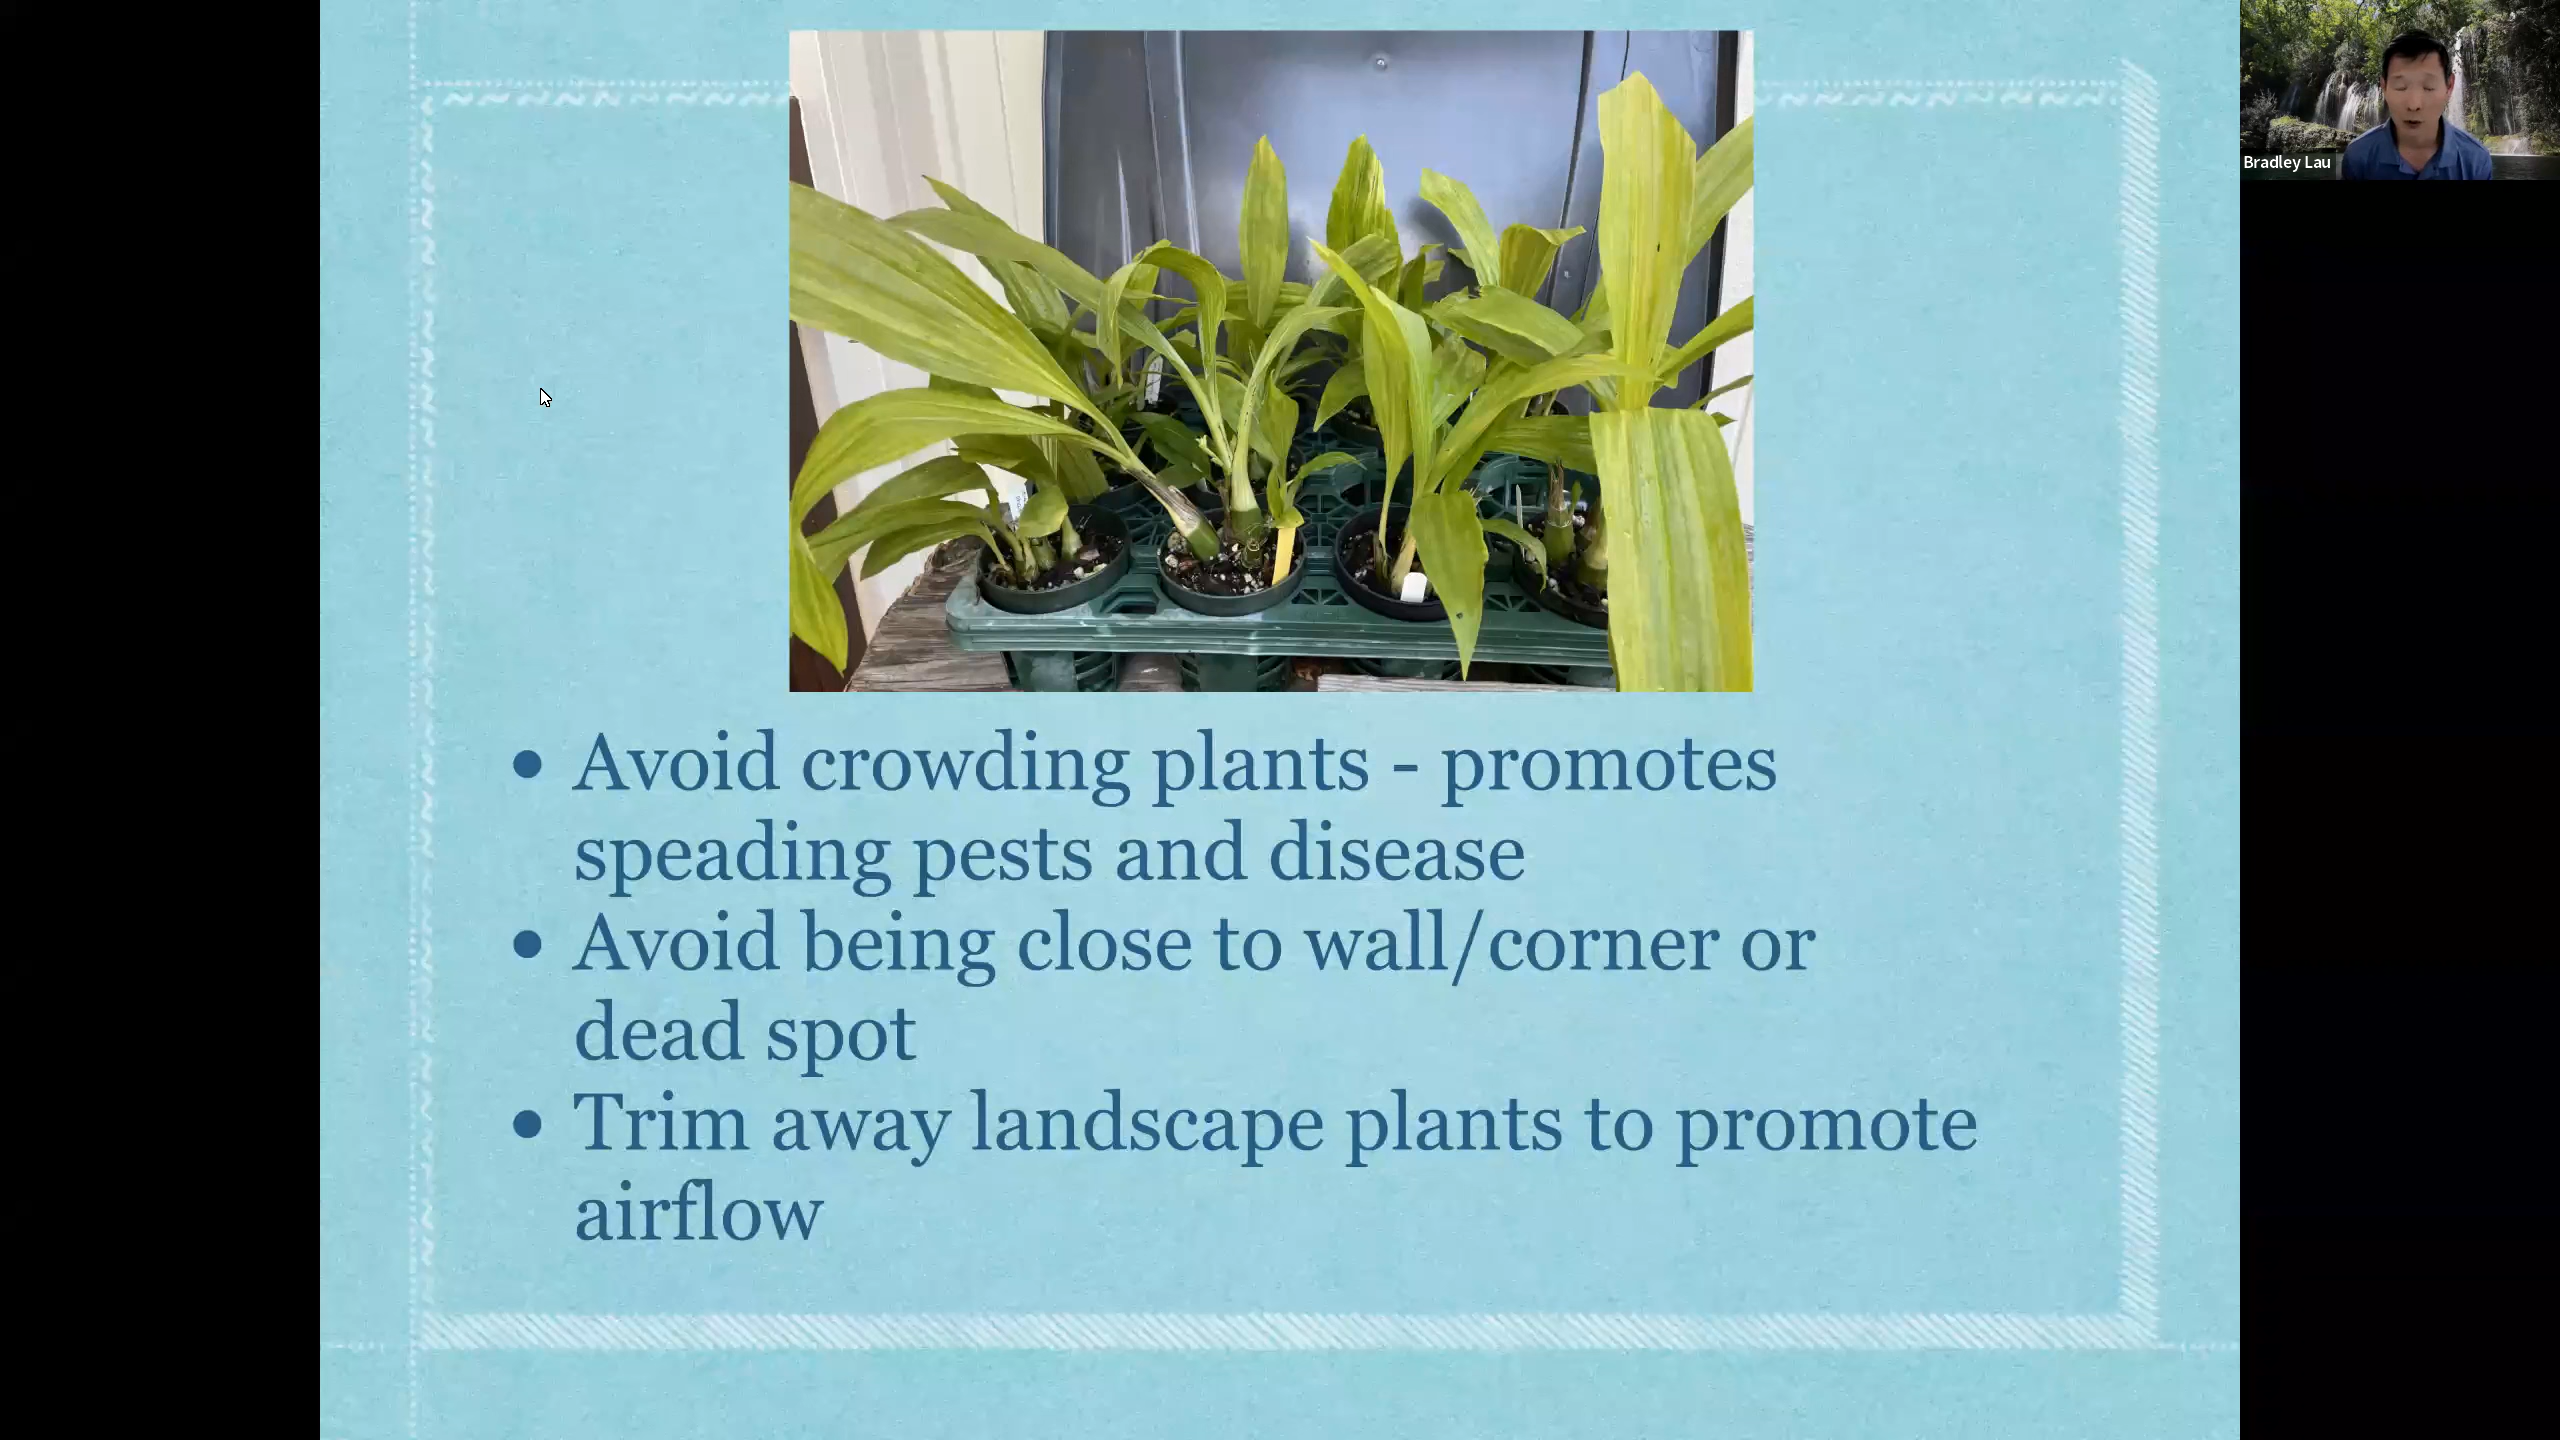 Bradley Lau
• Avoid crowding plants - promotes
speading pests and disease
• Avoid being close to wall/corner or
dead spot
• Trim away landscape plants to promote
airflow